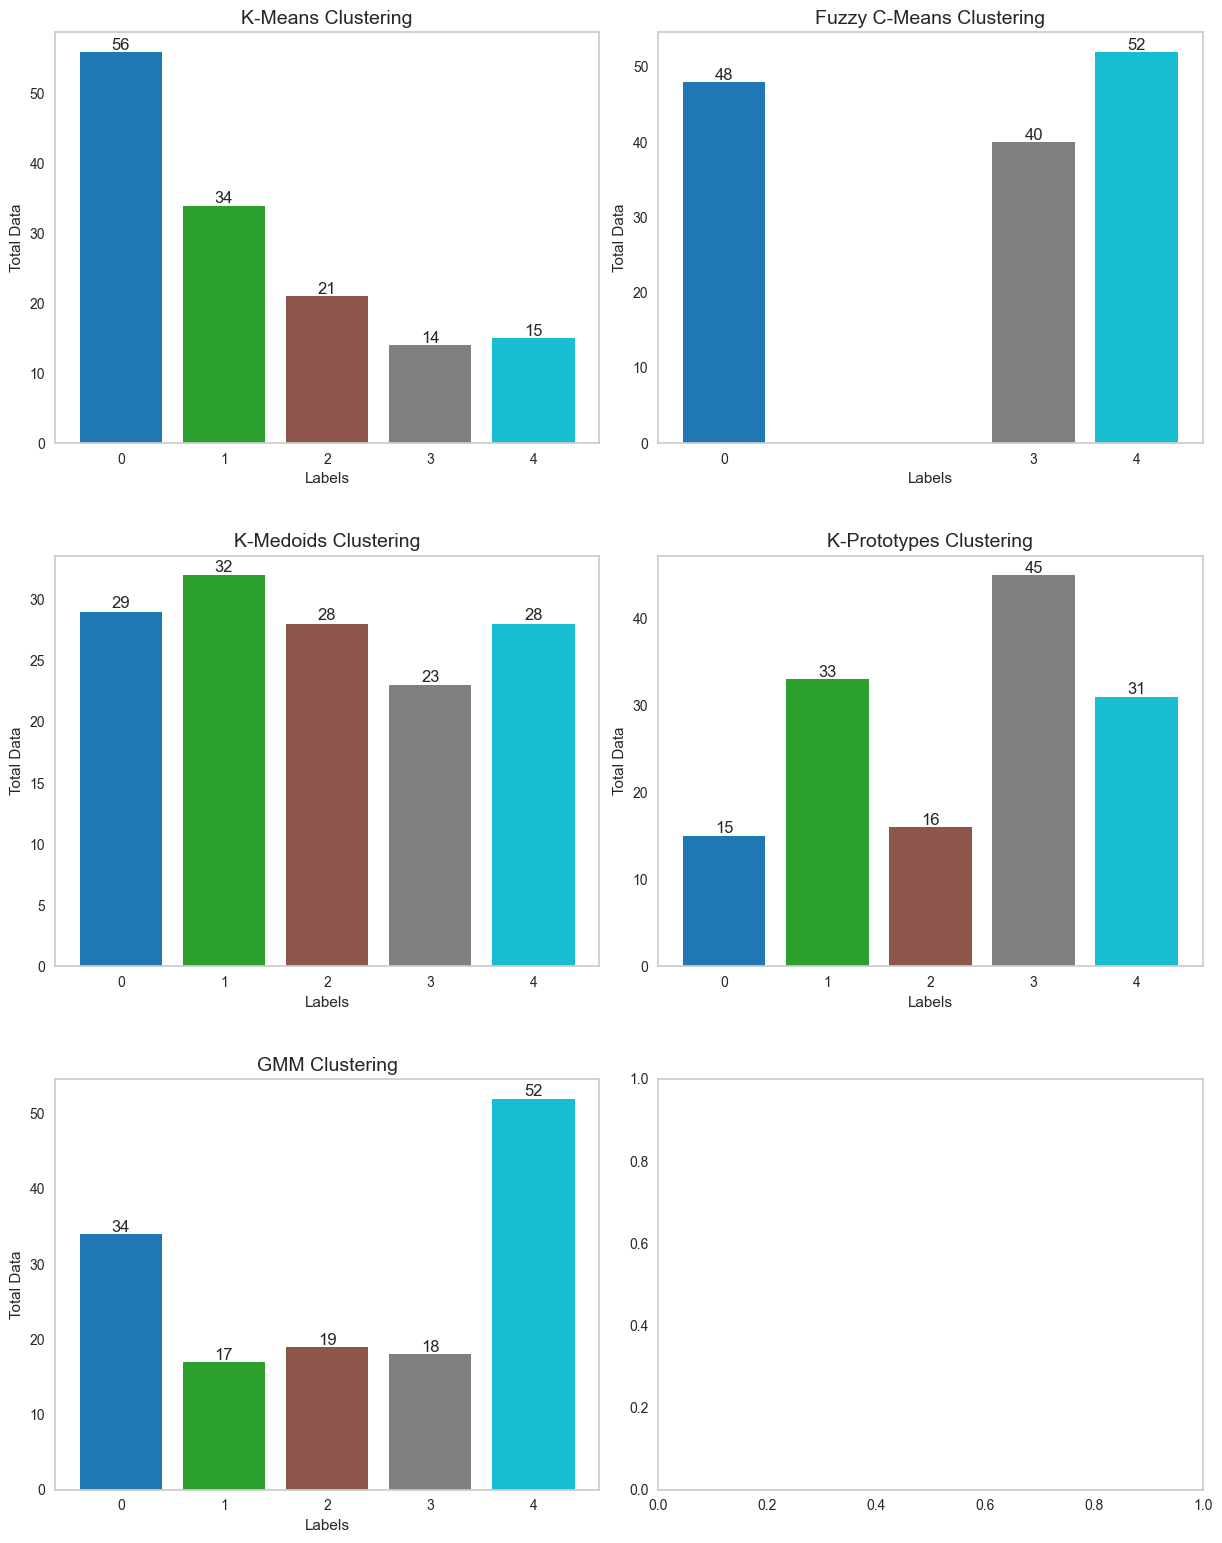 K-Means Clustering
56
34
21
14
15
50
40
30
20
10
0
Total Data
0 1 2 3 4
Labels
Fuzzy C-Means Clustering
48
40
52
50
40
30
20
10
0
Total Data
0 3 4
Labels
K-Medoids Clustering
29
32
28
23
28
30
25
20
15
10
5
0
Total Data
0 1 2 3 4
Labels
K-Prototypes Clustering
15
33
16
45
31
40
30
20
10
0
Total Data
0 1 2 3 4
Labels
GMM Clustering
34
17
19
18
52
50
40
30
20
10
0
Total Data
0 1 2 3 4
Labels
1.0
0.8
0.6
0.4
0.2
0.0
0.0 0.2 0.4 0.6 0.8 1.0